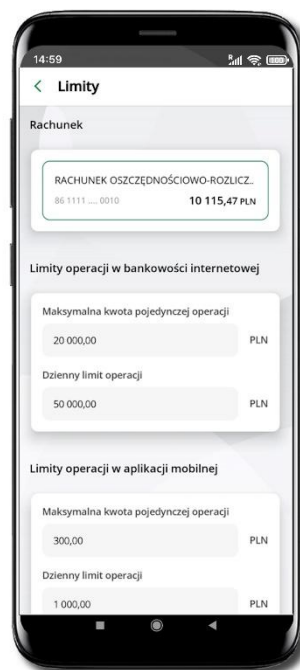 14:59
Limity
Rachunek
RACHUNEK OSZCZĘDNOŚCIOWO-ROZLICZ..
86 1111 .... 0010 10 115,47 PLN
Limity operacji w bankowości internetowej
Maksymalna kwota pojedynczej operacji
20 000,00 PLN
Dzienny limit operacji
50 000,00 PLN
Limity operacji w aplikacji mobilnej
Maksymalna kwota pojedynczej operacji
300,00 PLN
Dzienny limit operacji
1 000,00 PLN